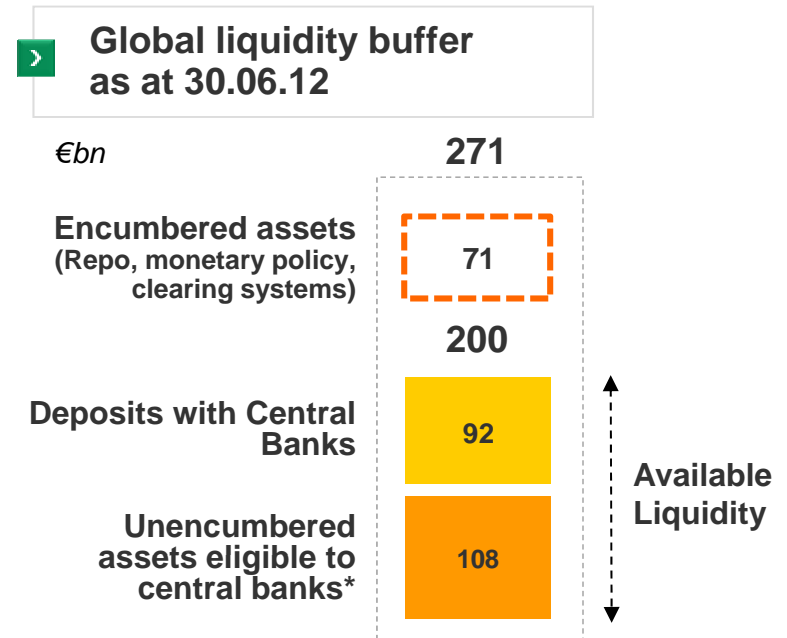 Global liquidity buffer
as at 30.06.12
€bn
271
Encumbered assets
(Repo, monetary policy,
clearing systems)
71
200
Deposits with Central
Banks
92
Available
Liquidity
Unencumbered
assets eligible to
central banks*
108